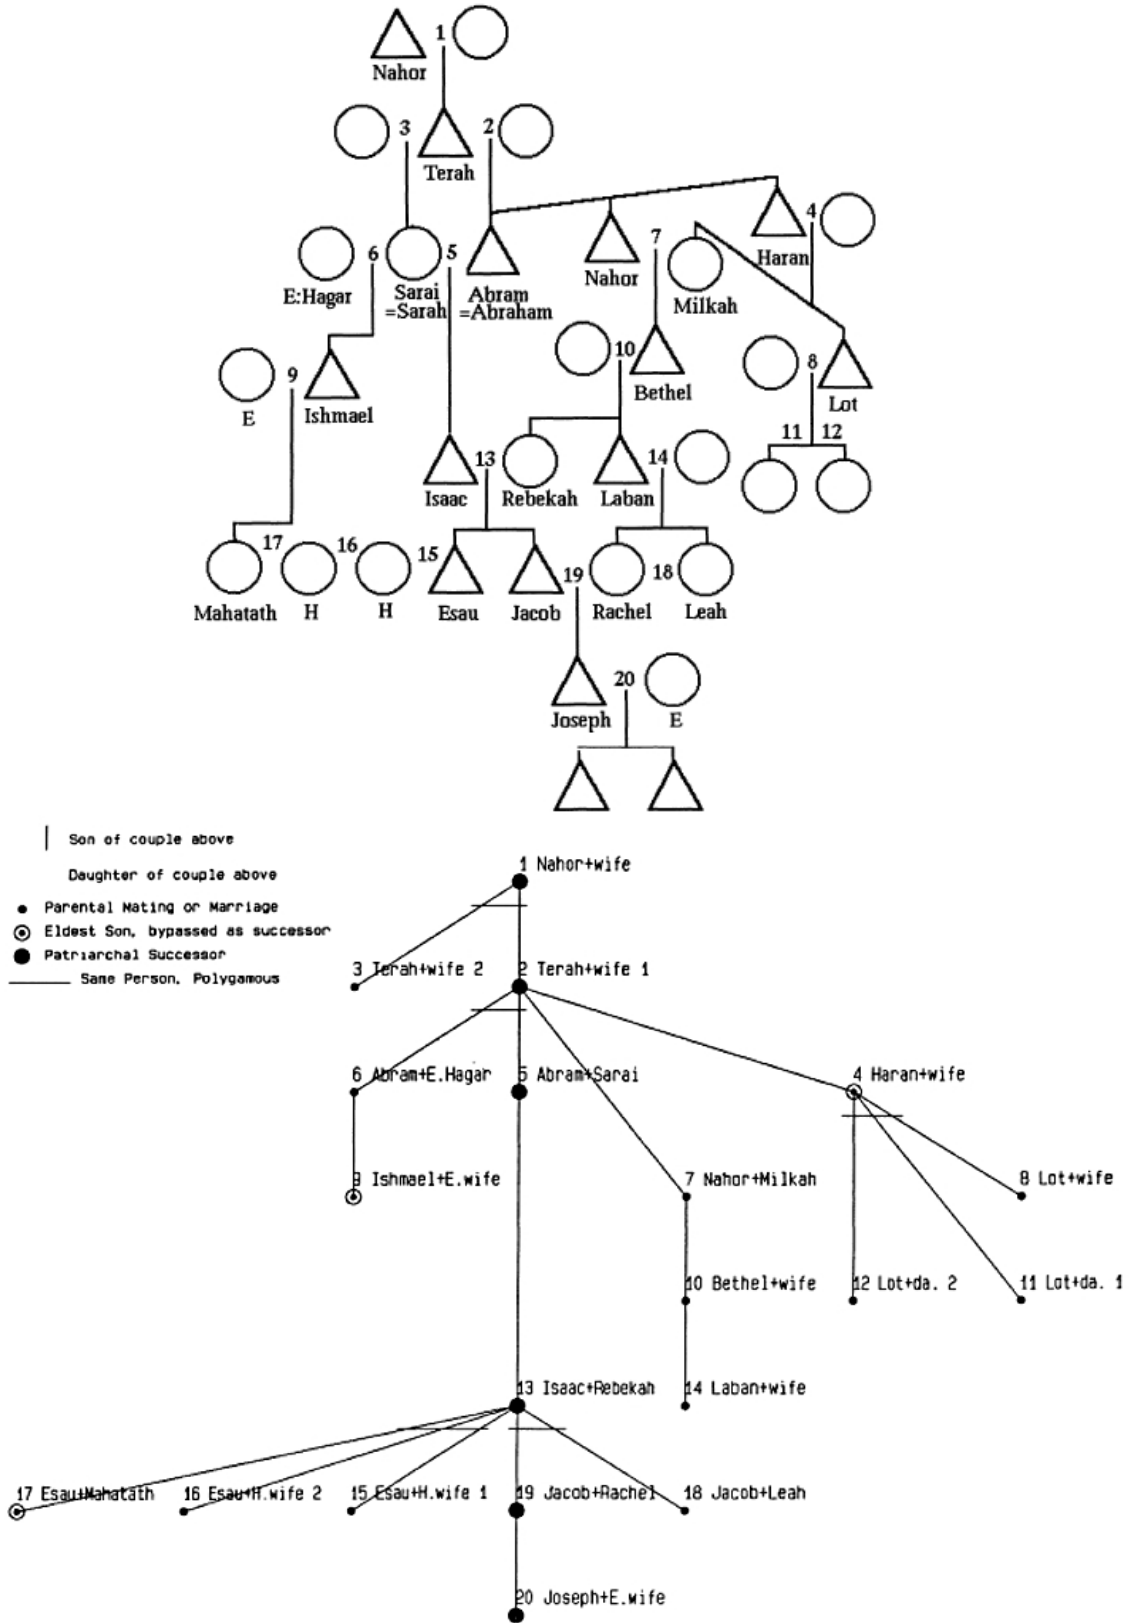 1
Nahor
3
2
Terah
4
7
6
5
Haran
Nahor
E:Hagar
Sarai
=Sarah
Abram
=Abraham
Milkah
10
8
9
Bethel
E
Ishmael
Lot
11
12
13
14
Isaac
Rebekah
Laban
17
16
15
19
18
Mahatath
H
H
Esau
Jacob
Rachel
Leah
20
Joseph
E
Son of couple above
Daughter of couple above
Parental Mating or Marriage
Eldest Son, bypassed as successor
Patriarchal Successor
Same Person, Polygamous
1 Nahor+wife
3 Terah+wife 2
2 Terah+wife 1
6 Abram+E.Hagar
5 Abram+Sarai
4 Haran+wife
9 Ishmael+E.wife
7 Nahor+Milkah
8 Lot+wife
10 Bethel+wife
12 Lot+da. 2
11 Lot+da. 1
13 Isaac+Rebekah
14 Laban+wife
17 Esau+Mahatath
16 Esau+H.wife 2
15 Esau+H.wife 1
19 Jacob+Rachel
18 Jacob+Leah
20 Joseph+E.wife